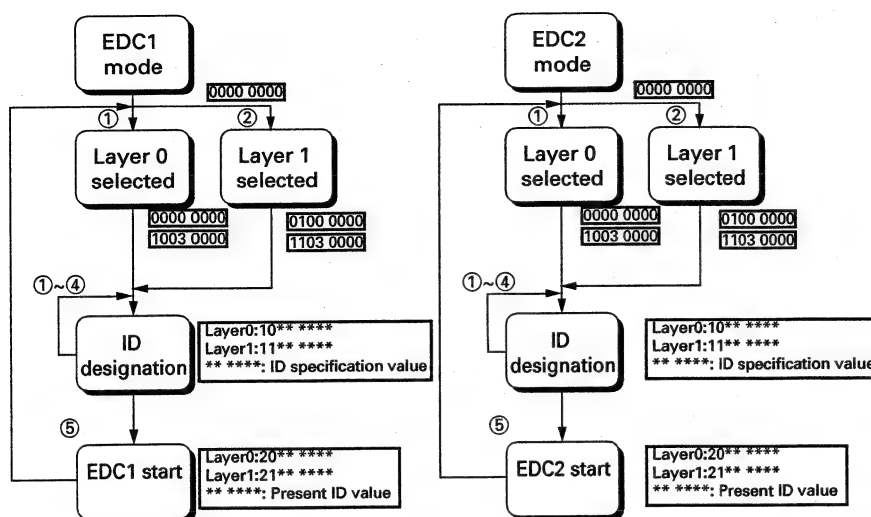 EDC1
mode
0000 0000
① ②
Layer 0
selected
Layer 1
selected
0000 0000
1003 0000
0100 0000
1103 0000
①~④
ID
designation
Layer0:10** ****
Layer1:11** ****
** ****: ID specification value
⑤
EDC1 start
Layer0:20** ****
Layer1:21** ****
** ****: Present ID value
EDC2
mode
0000 0000
① ②
Layer 0
selected
Layer 1
selected
0000 0000
1003 0000
0100 0000
1103 0000
①~④
ID
designation
Layer0:10** ****
Layer1:11** ****
** ****: ID specification value
⑤
EDC2 start
Layer0:20** ****
Layer1:21** ****
** ****: Present ID value